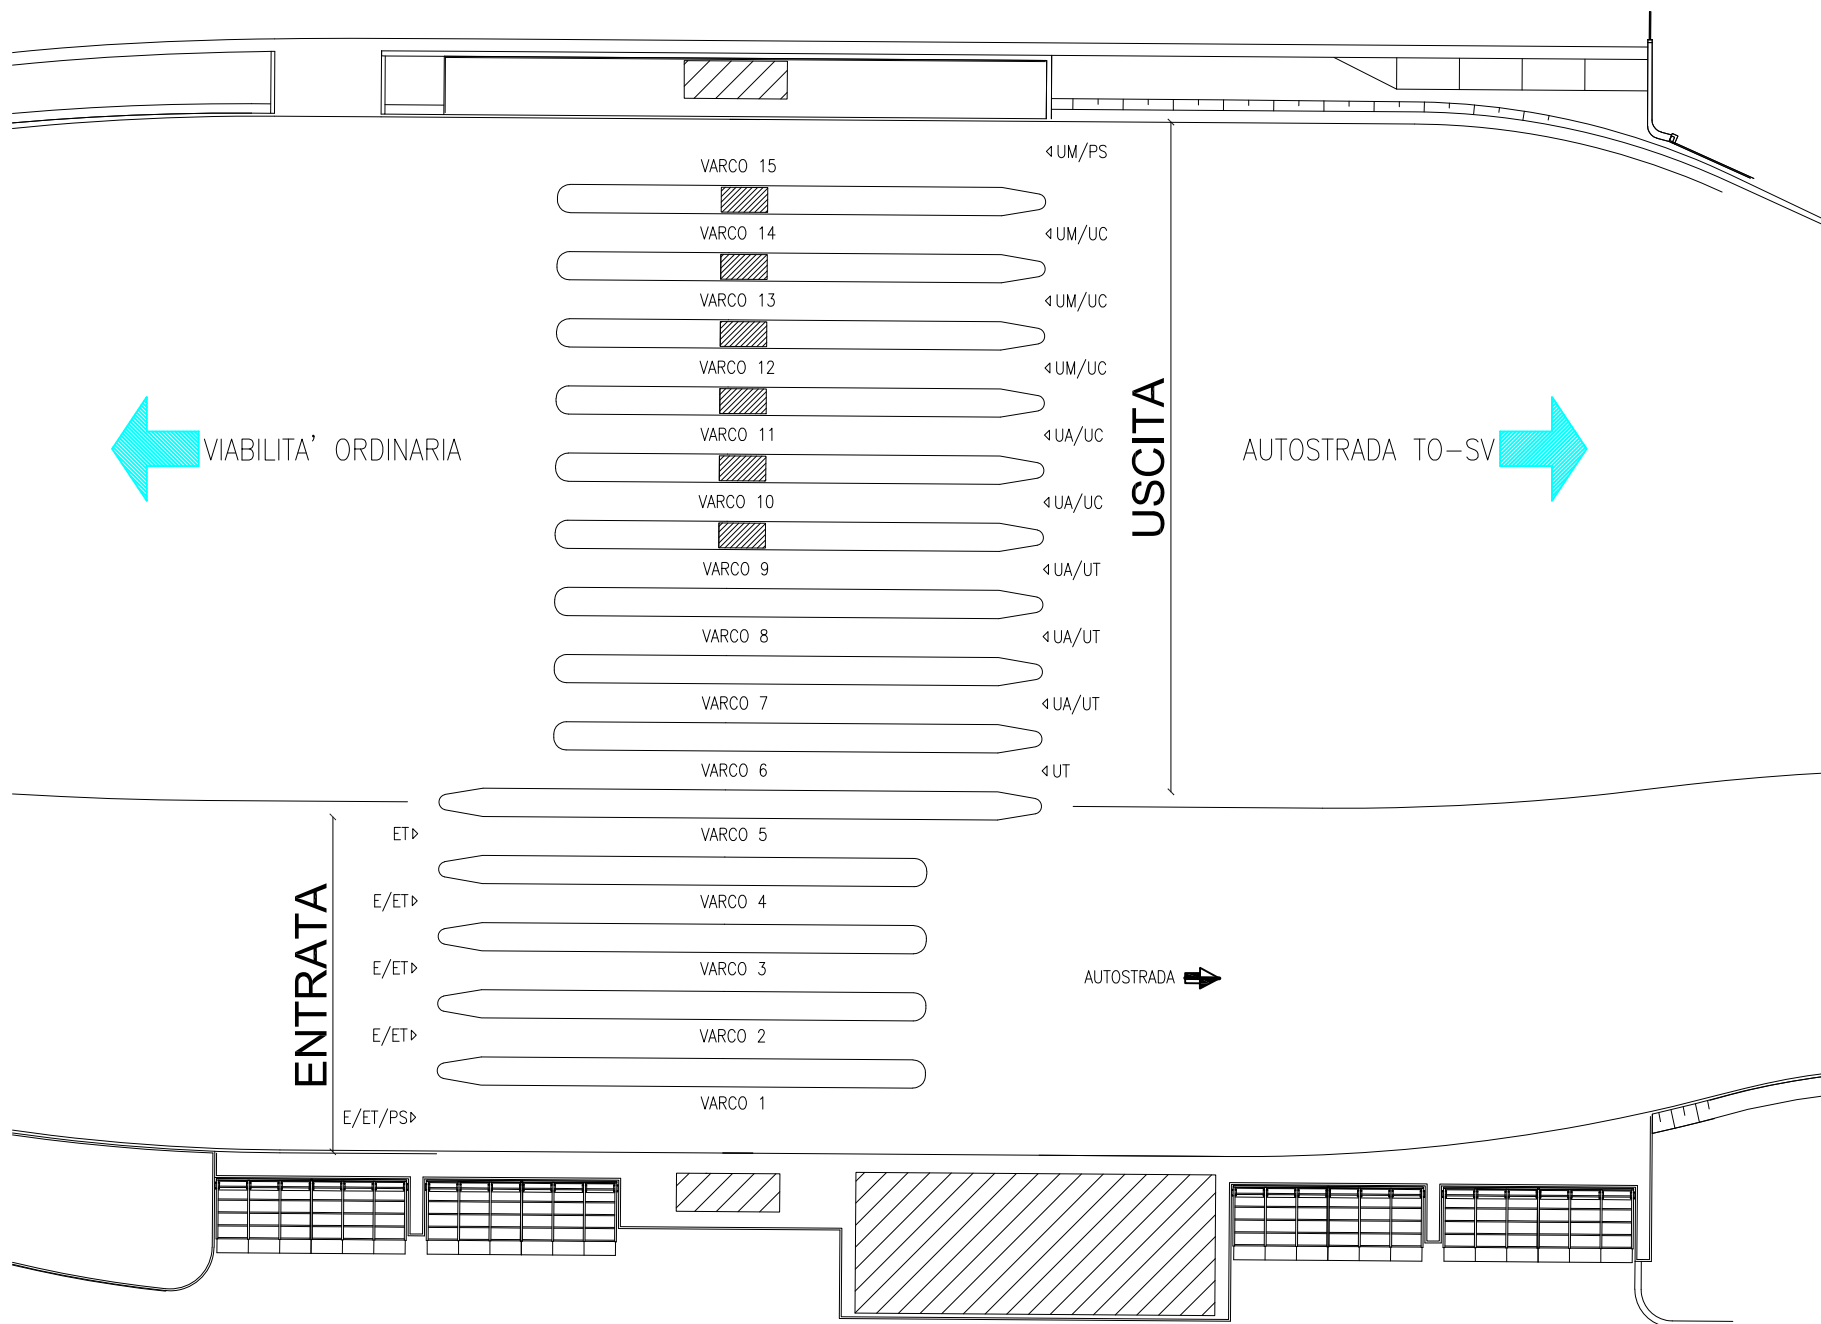 UM/PS
VARCO 15
VARCO 14
UM/UC
VARCO 13
UM/UC
VARCO 12
UM/UC
VARCO 11
UA/UC
VIABILITA' ORDINARIA
USCITA
AUTOSTRADA TO-SV
VARCO 10
UA/UC
VARCO 9
UA/UT
VARCO 8
UA/UT
VARCO 7
UA/UT
VARCO 6
UT
ET
VARCO 5
ENTRATA
E/ET
VARCO 4
E/ET
VARCO 3
AUTOSTRADA
E/ET
VARCO 2
VARCO 1
E/ET/PS